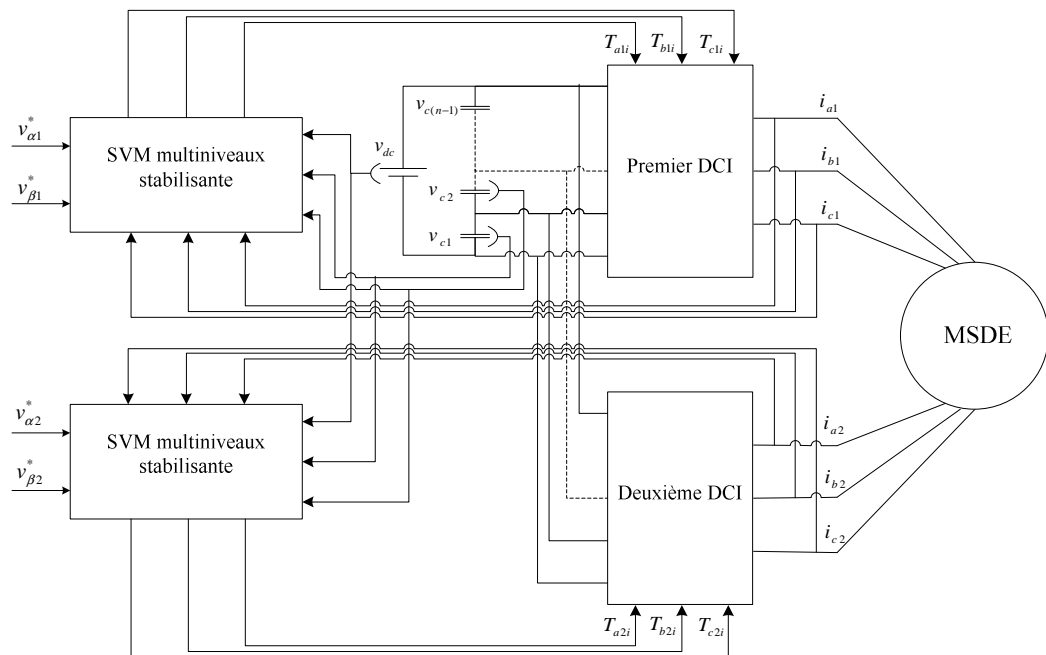 T_{a1i} T_{b1i} T_{c1i}
v^*_{α1}
v^*_{β1}
SVM multiniveaux
stabilisante
v_{dc}
v_{c(n−1)}
v_{c2}
v_{c1}
Premier DCI
i_{a1}
i_{b1}
i_{c1}
MSDE
v^*_{α2}
v^*_{β2}
SVM multiniveaux
stabilisante
Deuxième DCI
i_{a2}
i_{b2}
i_{c2}
T_{a2i} T_{b2i} T_{c2i}